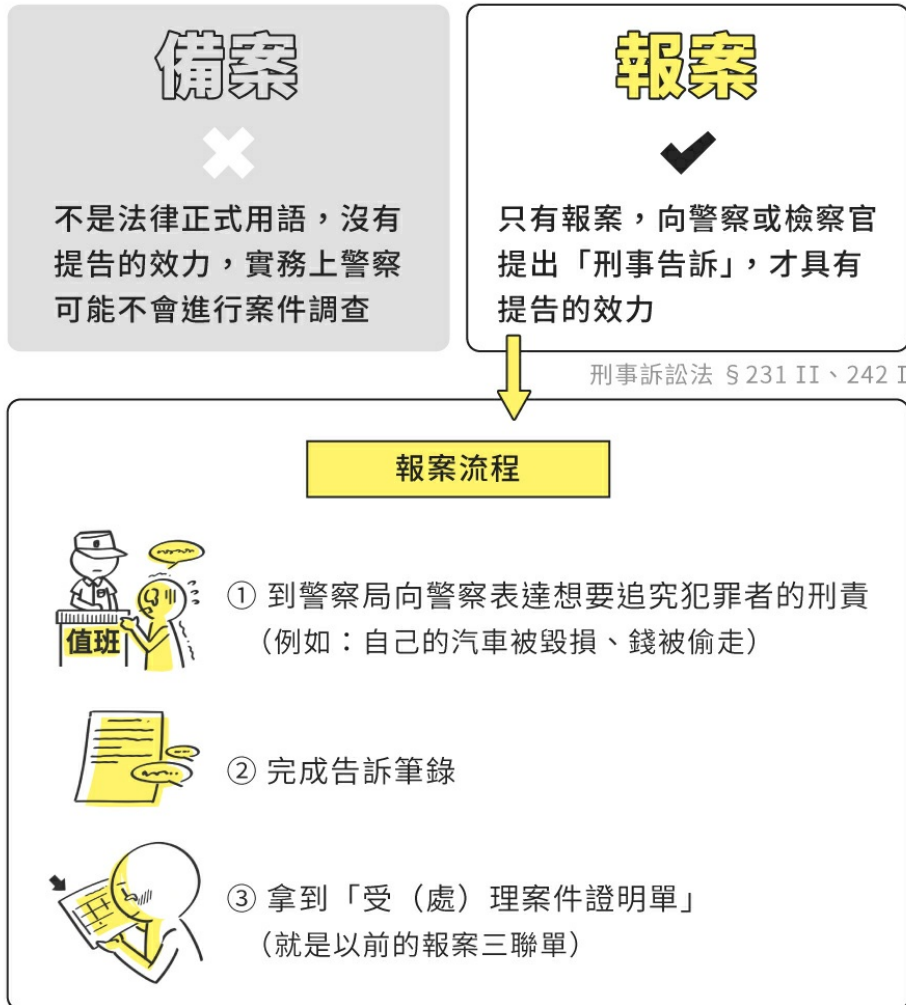 備案
不是法律正式用語，沒有
提告的效力，實務上警察
可能不會進行案件調查
報案
只有報案，向警察或檢察官
提出「刑事告訴」，才具有
提告的效力
刑事訴訟法 §231 II、242 I
報案流程
值班
① 到警察局向警察表達想要追究犯罪者的刑責
（例如：自己的汽車被毀損、錢被偷走）
② 完成告訴筆錄
③ 拿到「受（處）理案件證明單」
（就是以前的報案三聯單）